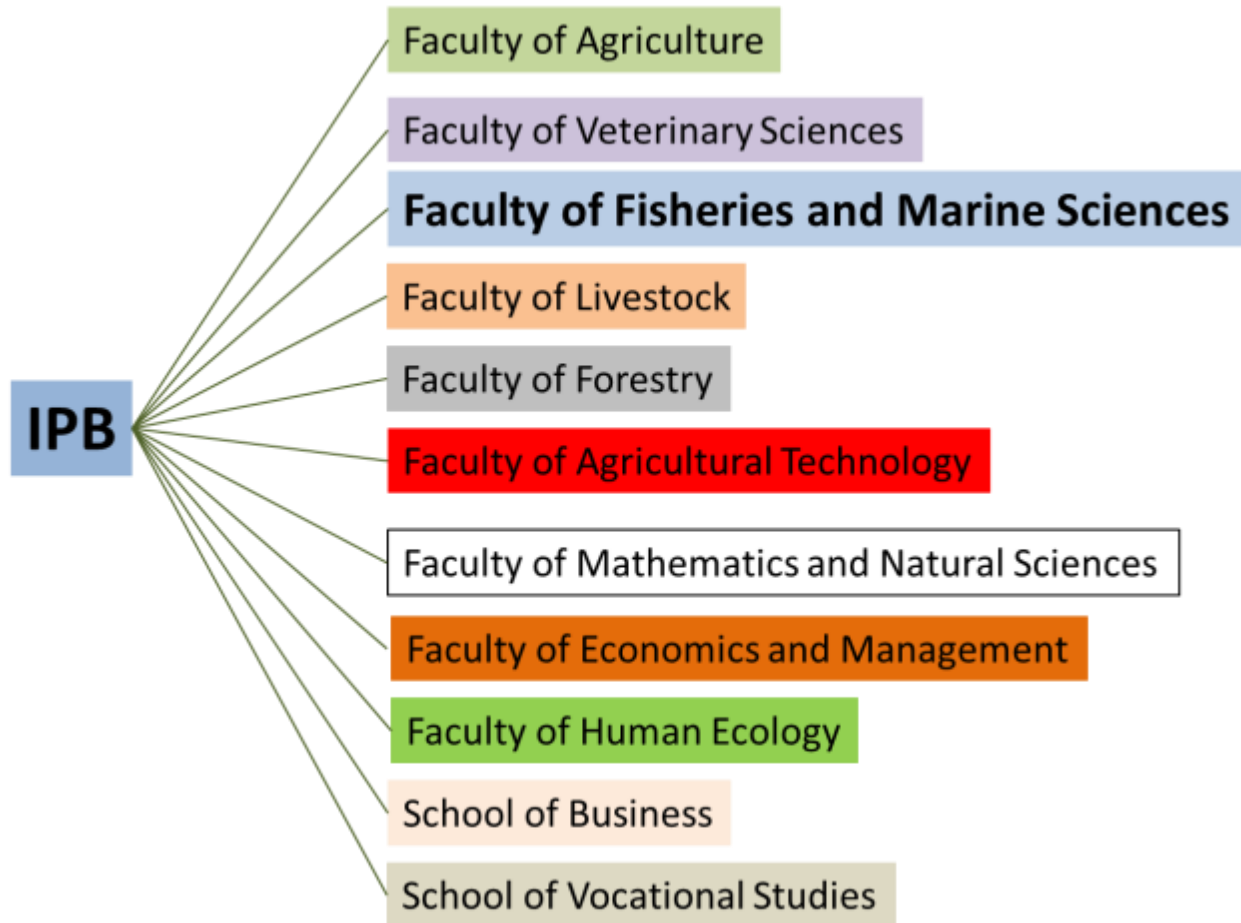 Faculty of Agriculture
Faculty of Veterinary Sciences
Faculty of Fisheries and Marine Sciences
Faculty of Livestock
Faculty of Forestry
IPB
Faculty of Agricultural Technology
Faculty of Mathematics and Natural Sciences
Faculty of Economics and Management
Faculty of Human Ecology
School of Business
School of Vocational Studies